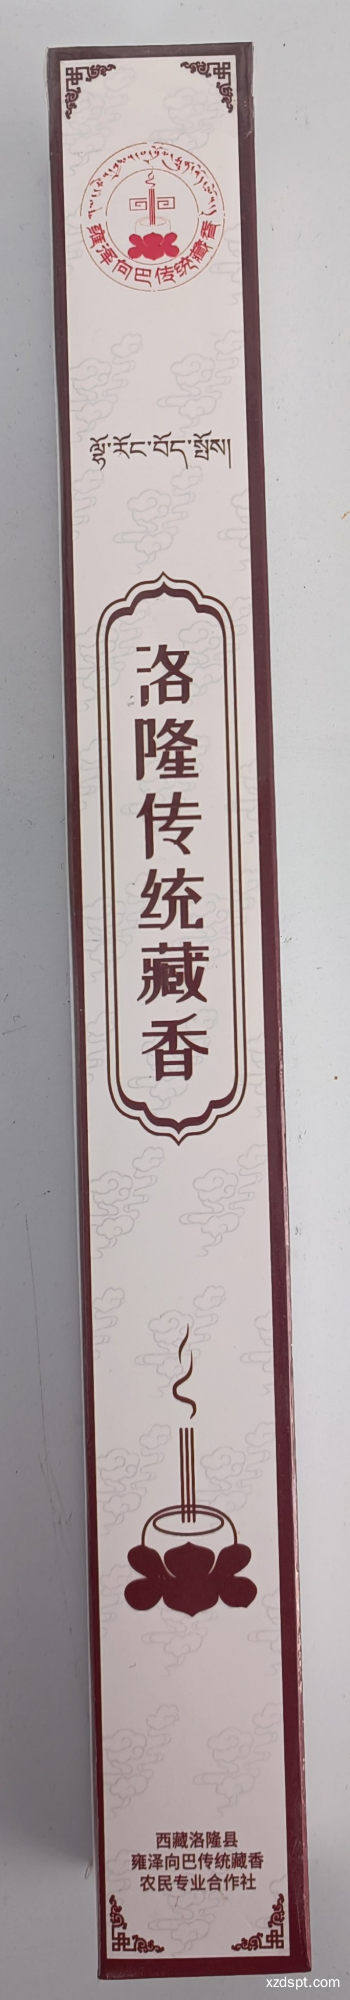 雍泽向巴传统藏香
ལྷོ་རོང་བོད་སྤོས།
洛隆传统藏香
西藏洛隆县
雍泽向巴传统藏香
农民专业合作社
xzdspt.com